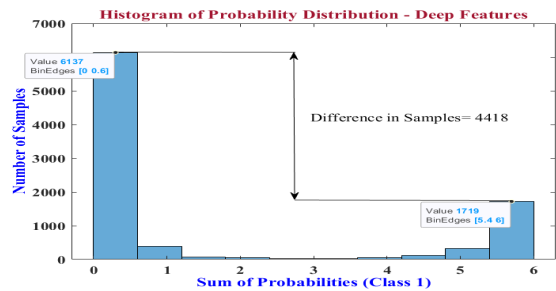 Histogram of Probability Distribution - Deep Features
7000
6000
5000
4000
3000
2000
1000
0
Number of Samples
Value 6137
BinEdges [0 0.6]
Difference in Samples= 4418
Value 1719
BinEdges [5.4 6]
0 1 2 3 4 5 6
Sum of Probabilities (Class 1)